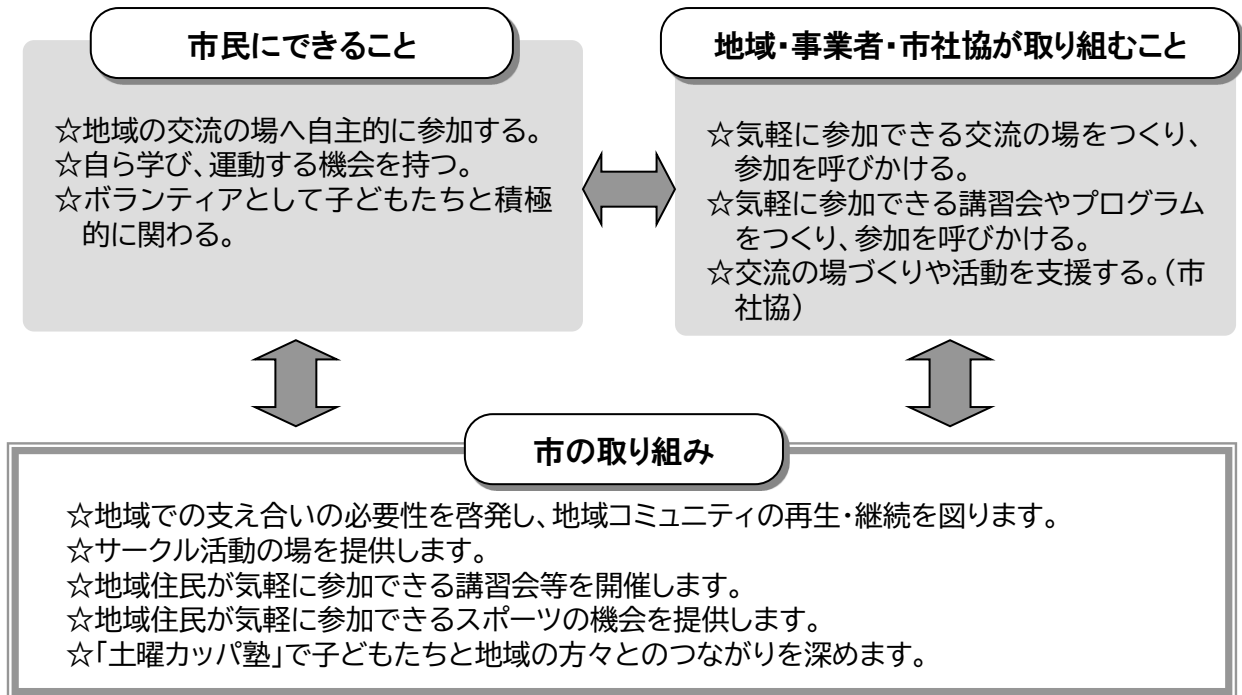 市民にできること
☆地域の交流の場へ自主的に参加する。
☆自ら学び、運動する機会を持つ。
☆ボランティアとして子どもたちと積極
的に関わる。
地域・事業者・市社協が取り組むこと
☆気軽に参加できる交流の場をつくり、
参加を呼びかける。
☆気軽に参加できる講習会やプログラム
をつくり、参加を呼びかける。
☆交流の場づくりや活動を支援する。（市
社協）
市の取り組み
☆地域での支え合いの必要性を啓発し、地域コミュニティの再生・継続を図ります。
☆サークル活動の場を提供します。
☆地域住民が気軽に参加できる講習会等を開催します。
☆地域住民が気軽に参加できるスポーツの機会を提供します。
☆「土曜カッパ塾」で子どもたちと地域の方々とのつながりを深めます。